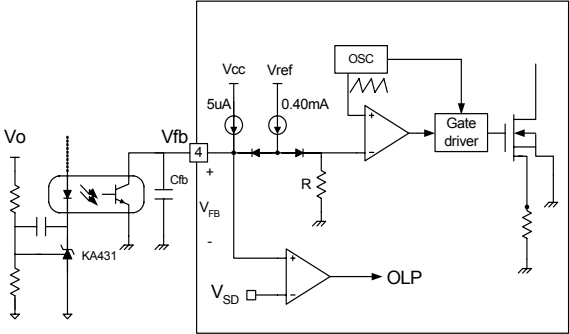 OSC
Vcc
Vref
5uA
0.40mA
+
-
Gate
driver
Vo
Vfb
4
Cfb
R
+
VFB
-
KA431
+
-
VSD
OLP